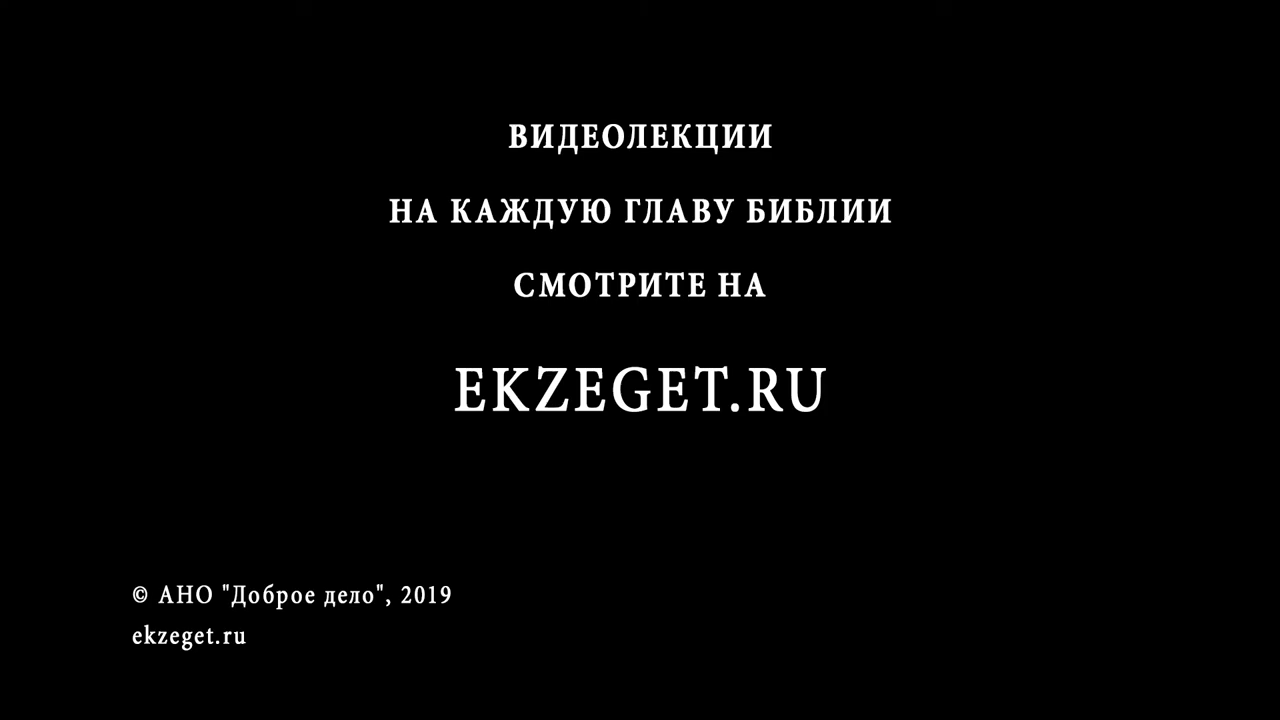 ВИДЕОЛЕКЦИИ
НА КАЖДУЮ ГЛАВУ БИБЛИИ
СМОТРИТЕ НА
EKZEGET.RU
© АНО "Доброе дело", 2019
ekzeget.ru